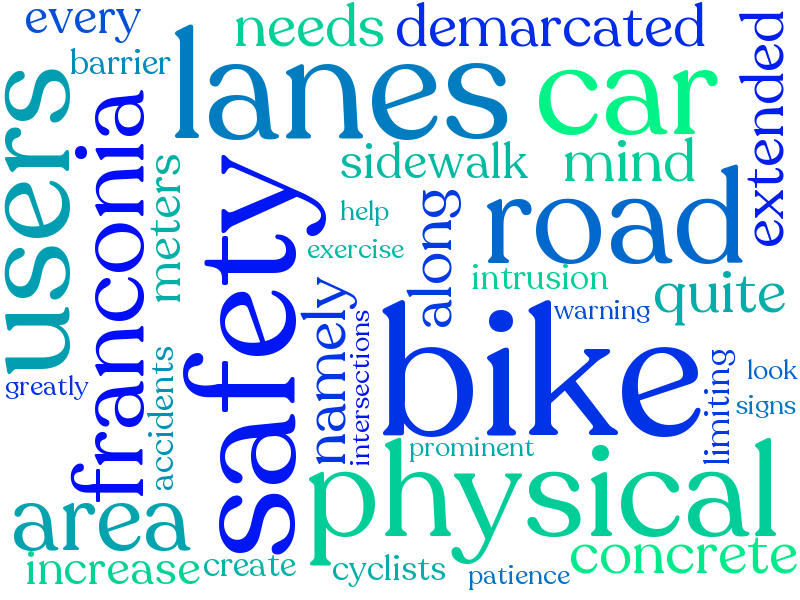 every
needs
demarcated
barrier
lanes
car
extended
users
franconia
meters
safety
sidewalk
mind
help
along
road
exercise
intrusion
quite
namely
intersections
bike
warning
greatly
accidents
limiting
look
signs
prominent
area
physical
increase
create
cyclists
patience
concrete